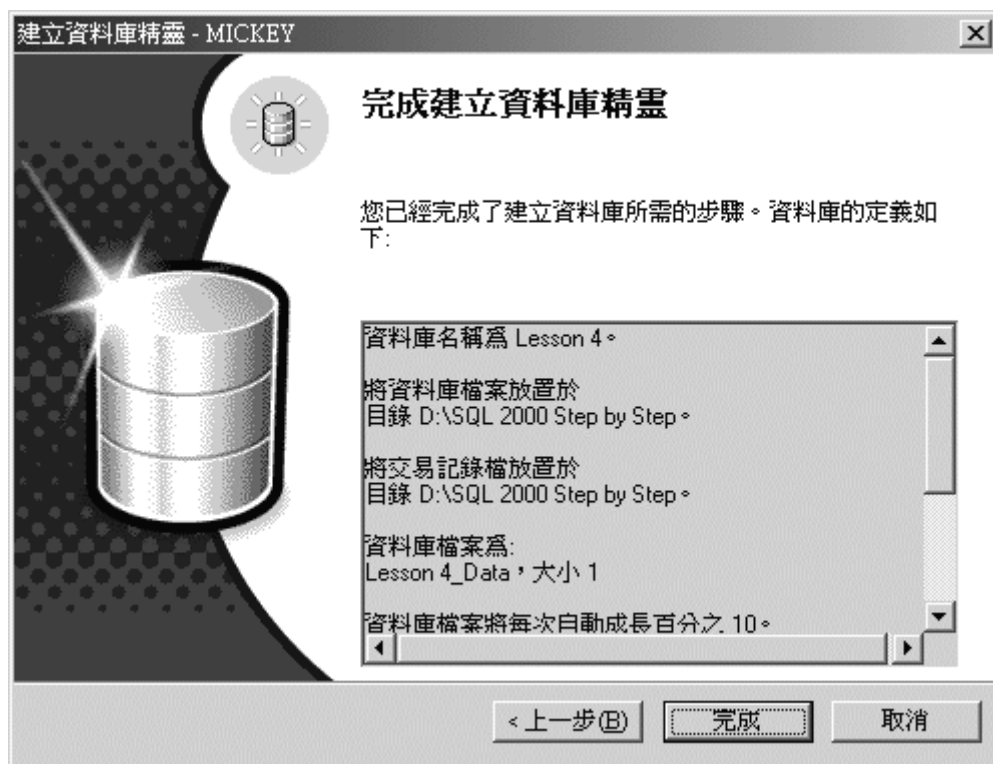 建立資料庫精靈 - MICKEY
完成建立資料庫精靈
您已經完成了建立資料庫所需的步驟。資料庫的定義如
下:
資料庫名稱爲 Lesson 4。
將資料庫檔案放置於
目錄 D:\SQL 2000 Step by Step。
將交易記錄檔放置於
目錄 D:\SQL 2000 Step by Step。
資料庫檔案爲:
Lesson 4_Data，大小 1
資料庫檔案將每次自動成長百分之 10。
<上一步(B)
完成
取消